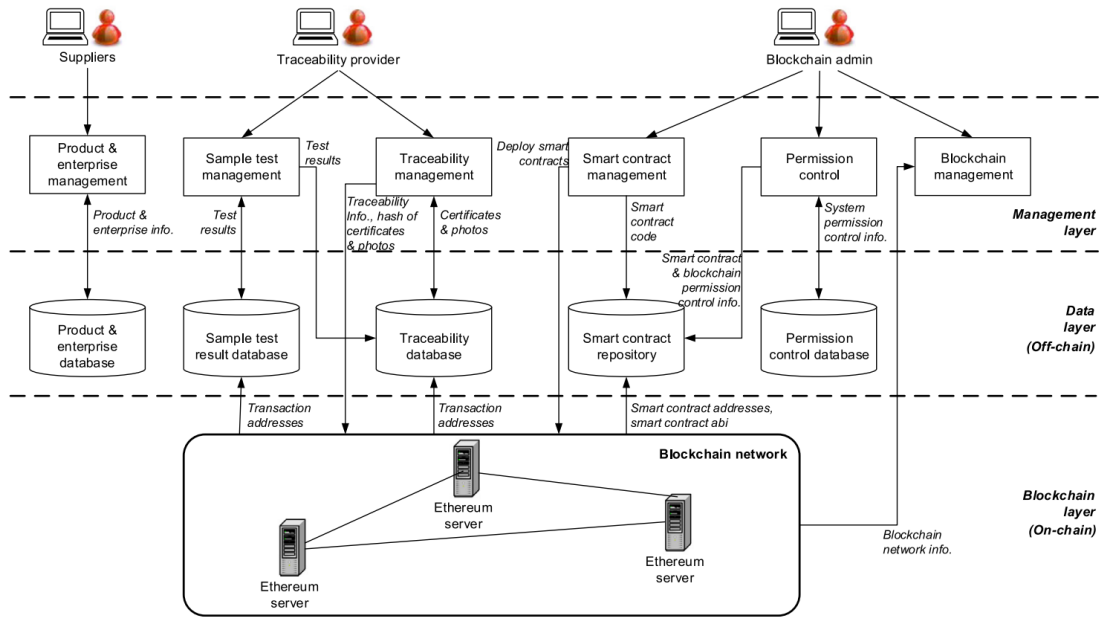 Suppliers
Traceability provider
Blockchain admin
Product &
enterprise
management
Sample test
management
Test
results
Traceability
management
Deploy smart
contracts
Smart contract
management
Permission
control
Blockchain
management
Product &
enterprise info.
Test
results
Traceability
Info., hash of
certificates
& photos
Certificates
& photos
Smart
contract
code
System
permission
control info.
Management
layer
Smart contract
& blockchain
permission
control info.
Product &
enterprise
database
Sample test
result database
Traceability
database
Smart contract
repository
Permission
control database
Data
layer
(Off-chain)
Transaction
addresses
Transaction
addresses
Smart contract addresses,
smart contract abi
Blockchain network
Ethereum
server
Ethereum
server
Ethereum
server
Blockchain
network info.
Blockchain
layer
(On-chain)